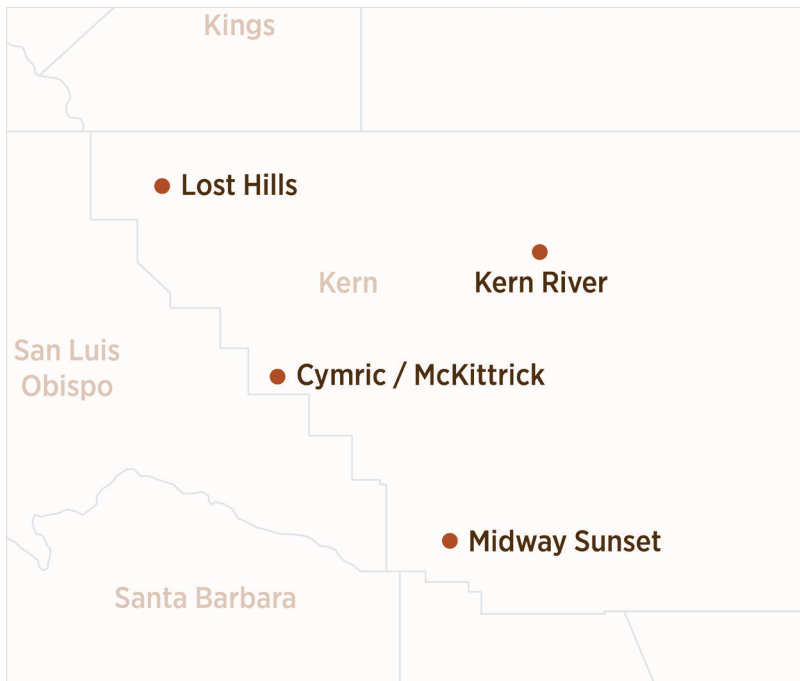 Kings
Lost Hills
Kern
Kern River
San Luis
Obispo
Cymric / McKittrick
Midway Sunset
Santa Barbara